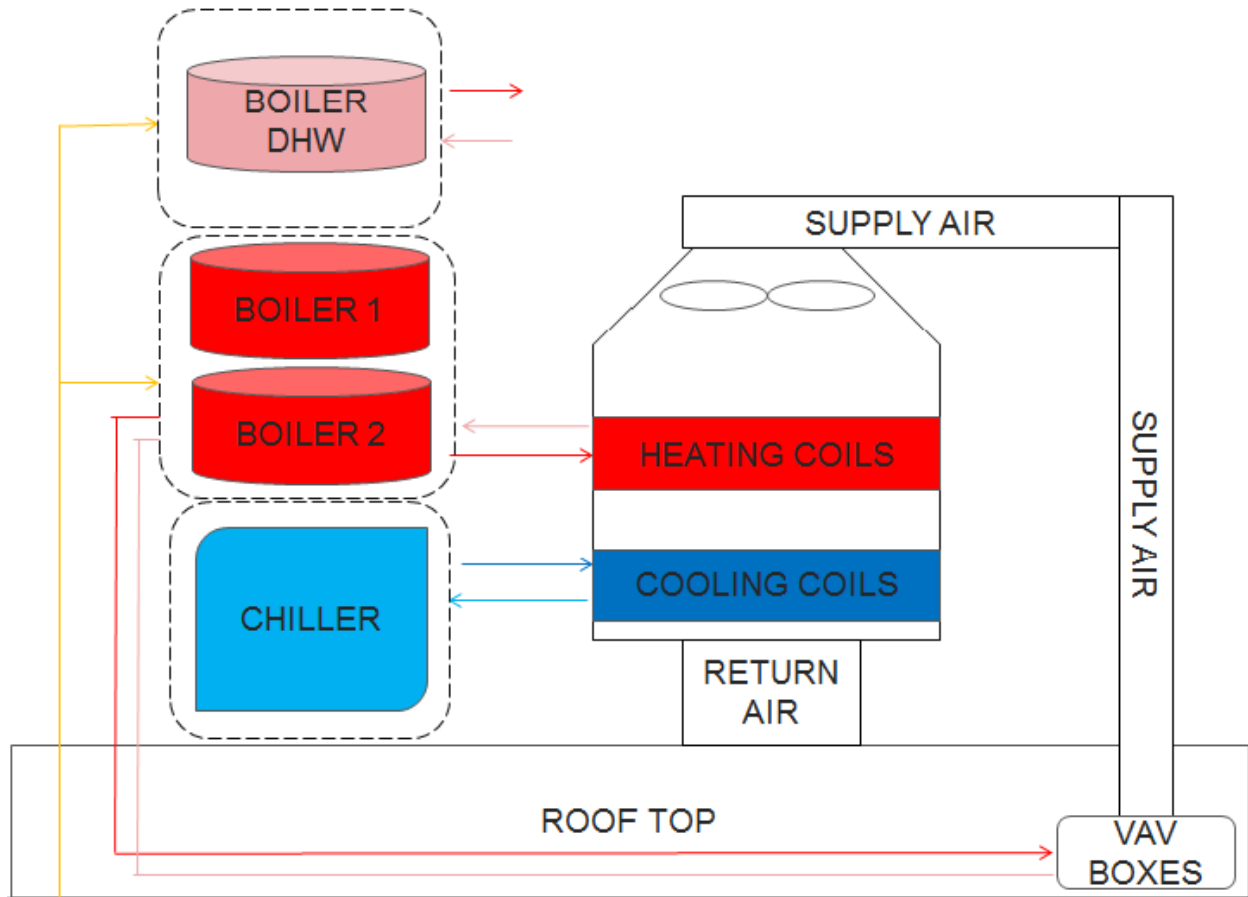 BOILER
DHW
SUPPLY AIR
BOILER 1
BOILER 2
HEATING COILS
SUPPLY AIR
COOLING COILS
CHILLER
RETURN
AIR
ROOF TOP
VAV
BOXES